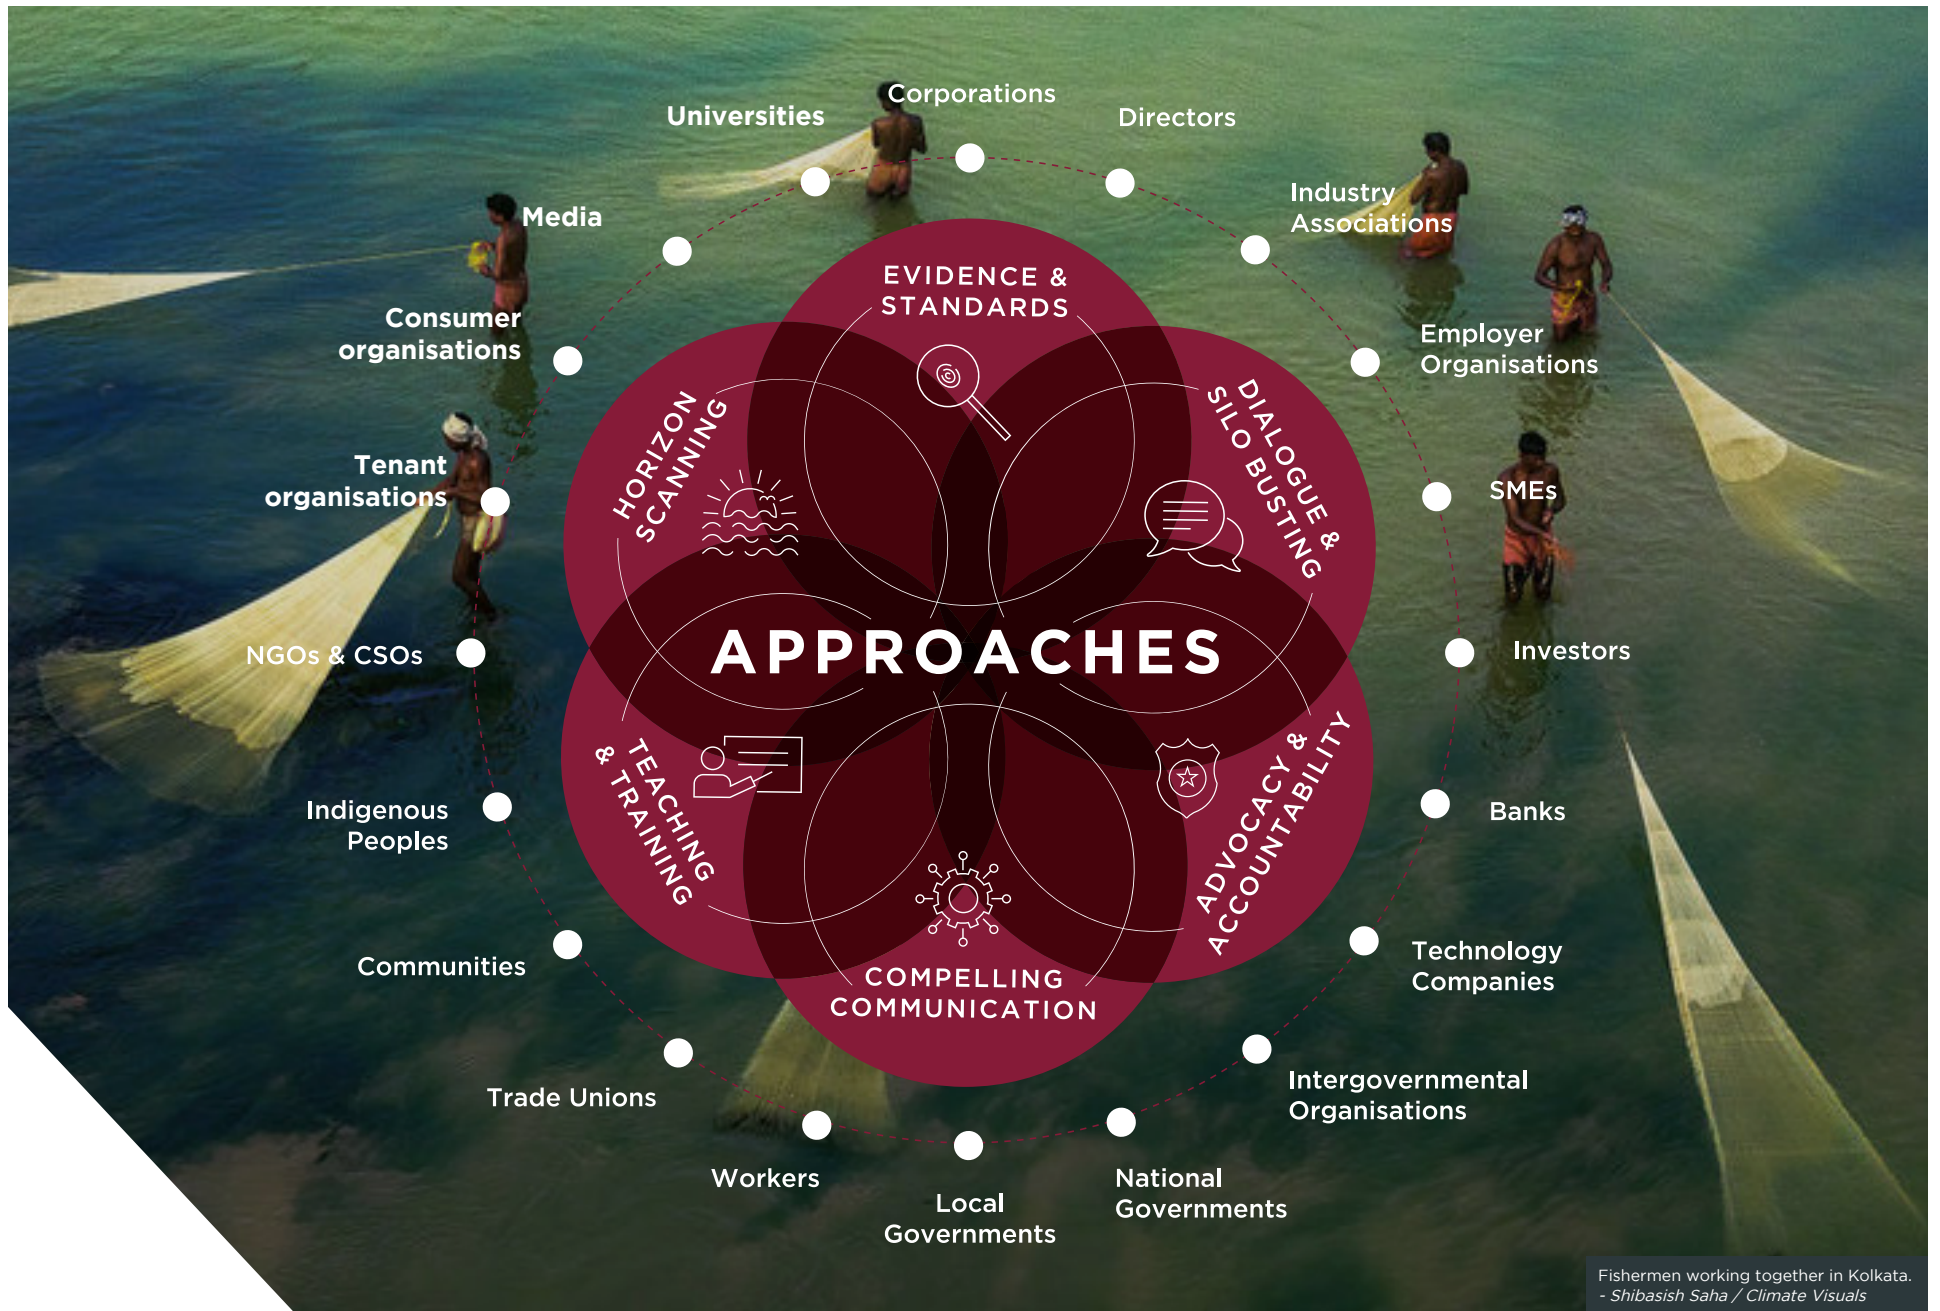 Corporations
Directors
Industry
Associations
Employer
Organisations
SMEs
Investors
Banks
Technology
Companies
Intergovernmental
Organisations
National
Governments
Local
Governments
Workers
Trade Unions
Communities
Indigenous
Peoples
NGOs & CSOs
Tenant
organisations
Consumer
organisations
Media
Universities
EVIDENCE &
STANDARDS
DIALOGUE &
SILO BUSTING
ADVOCACY &
ACCOUNTABILITY
COMPELLING
COMMUNICATION
TEACHING
& TRAINING
HORIZON
SCANNING
APPROACHES
Fishermen working together in Kolkata.
- Shibasish Saha / Climate Visuals